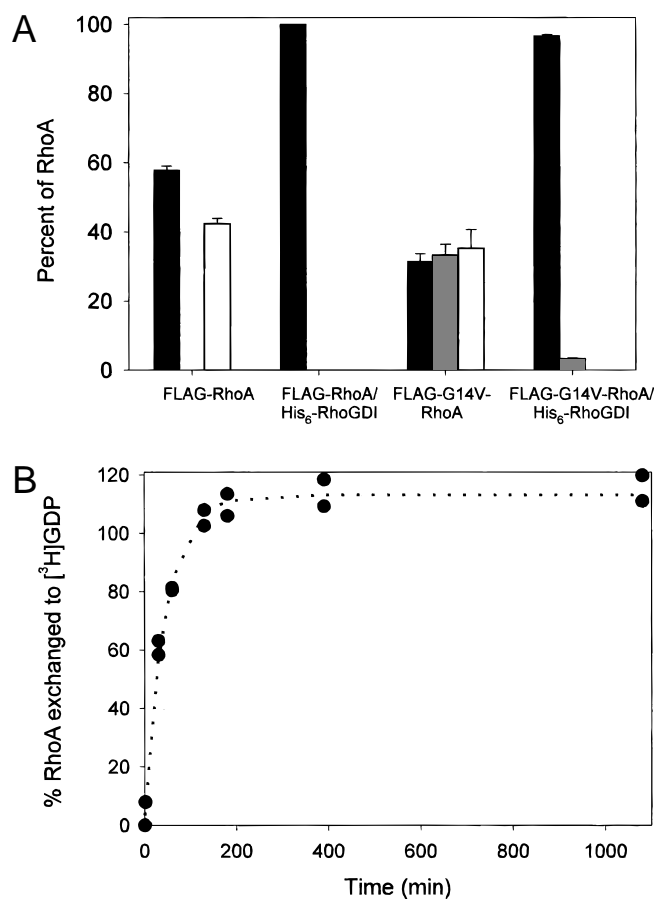 A
Percent of RhoA
100
80
60
40
20
0
FLAG-RhoA
FLAG-RhoA/
His6-RhoGDI
FLAG-G14V-
RhoA
FLAG-G14V-RhoA/
His6-RhoGDI
B
% RhoA exchanged to [³H]GDP
120
100
80
60
40
20
0
0
200
400
600
800
1000
Time (min)